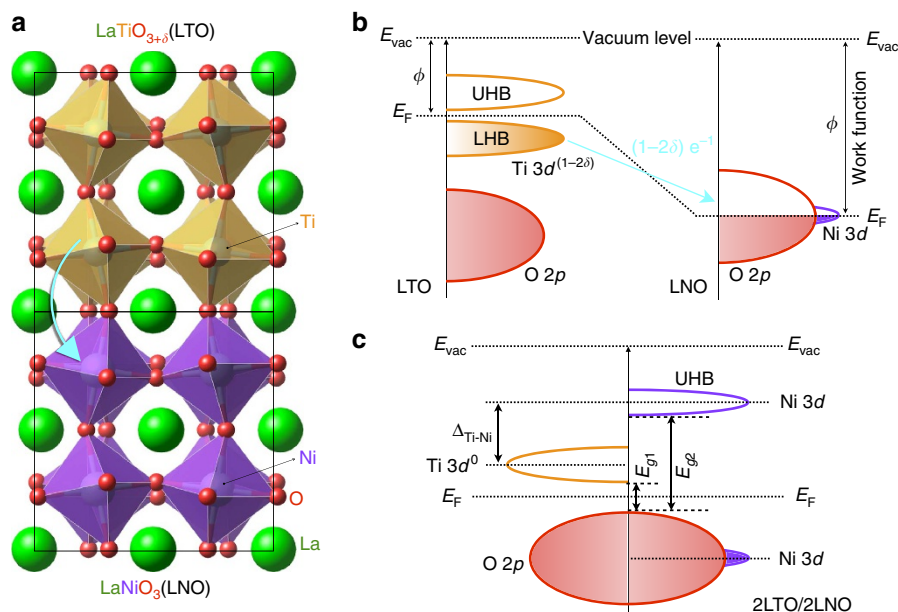 a
LaTiO3+δ(LTO)
Ti
Ni
O
La
LaNiO3(LNO)
b
Evac
Vacuum level
Evac
ϕ
UHB
EF
LHB
(1–2δ) e−1
Ti 3d(1–2δ)
ϕ
Work function
EF
Ni 3d
O 2p
LTO
O 2p
LNO
c
Evac
Evac
UHB
Ni 3d
ΔTi-Ni
Ti 3d0
Eg1
Eg2
EF
EF
O 2p
Ni 3d
2LTO/2LNO